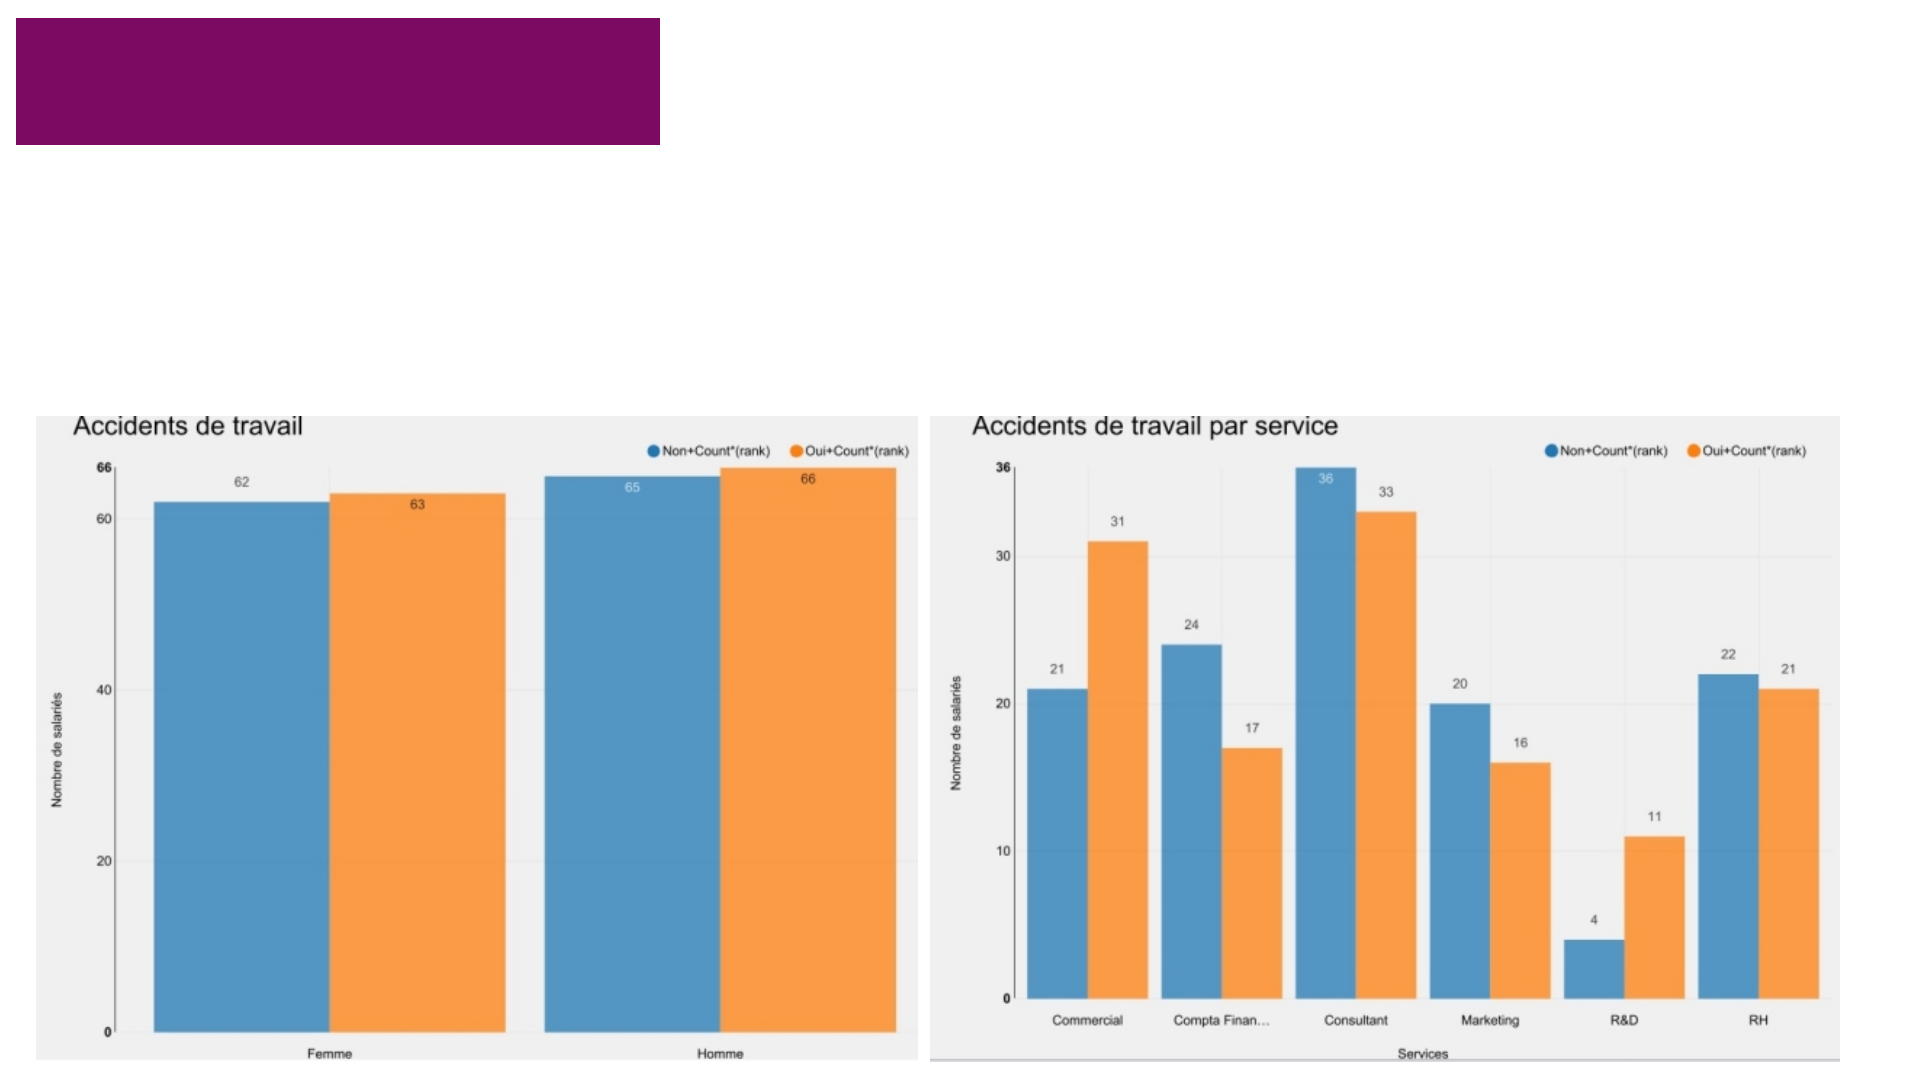 Accidents de travail
Non+Count*(rank) Oui+Count*(rank)
66
62
65
66
63
60
40
20
0
Nombre de salariés
Femme Homme
Accidents de travail par service
Non+Count*(rank) Oui+Count*(rank)
36
36
33
31
30
24
22
21
21
20
20
17
16
11
10
4
0
Nombre de salariés
Commercial Compta Finan... Consultant Marketing R&D RH
Services